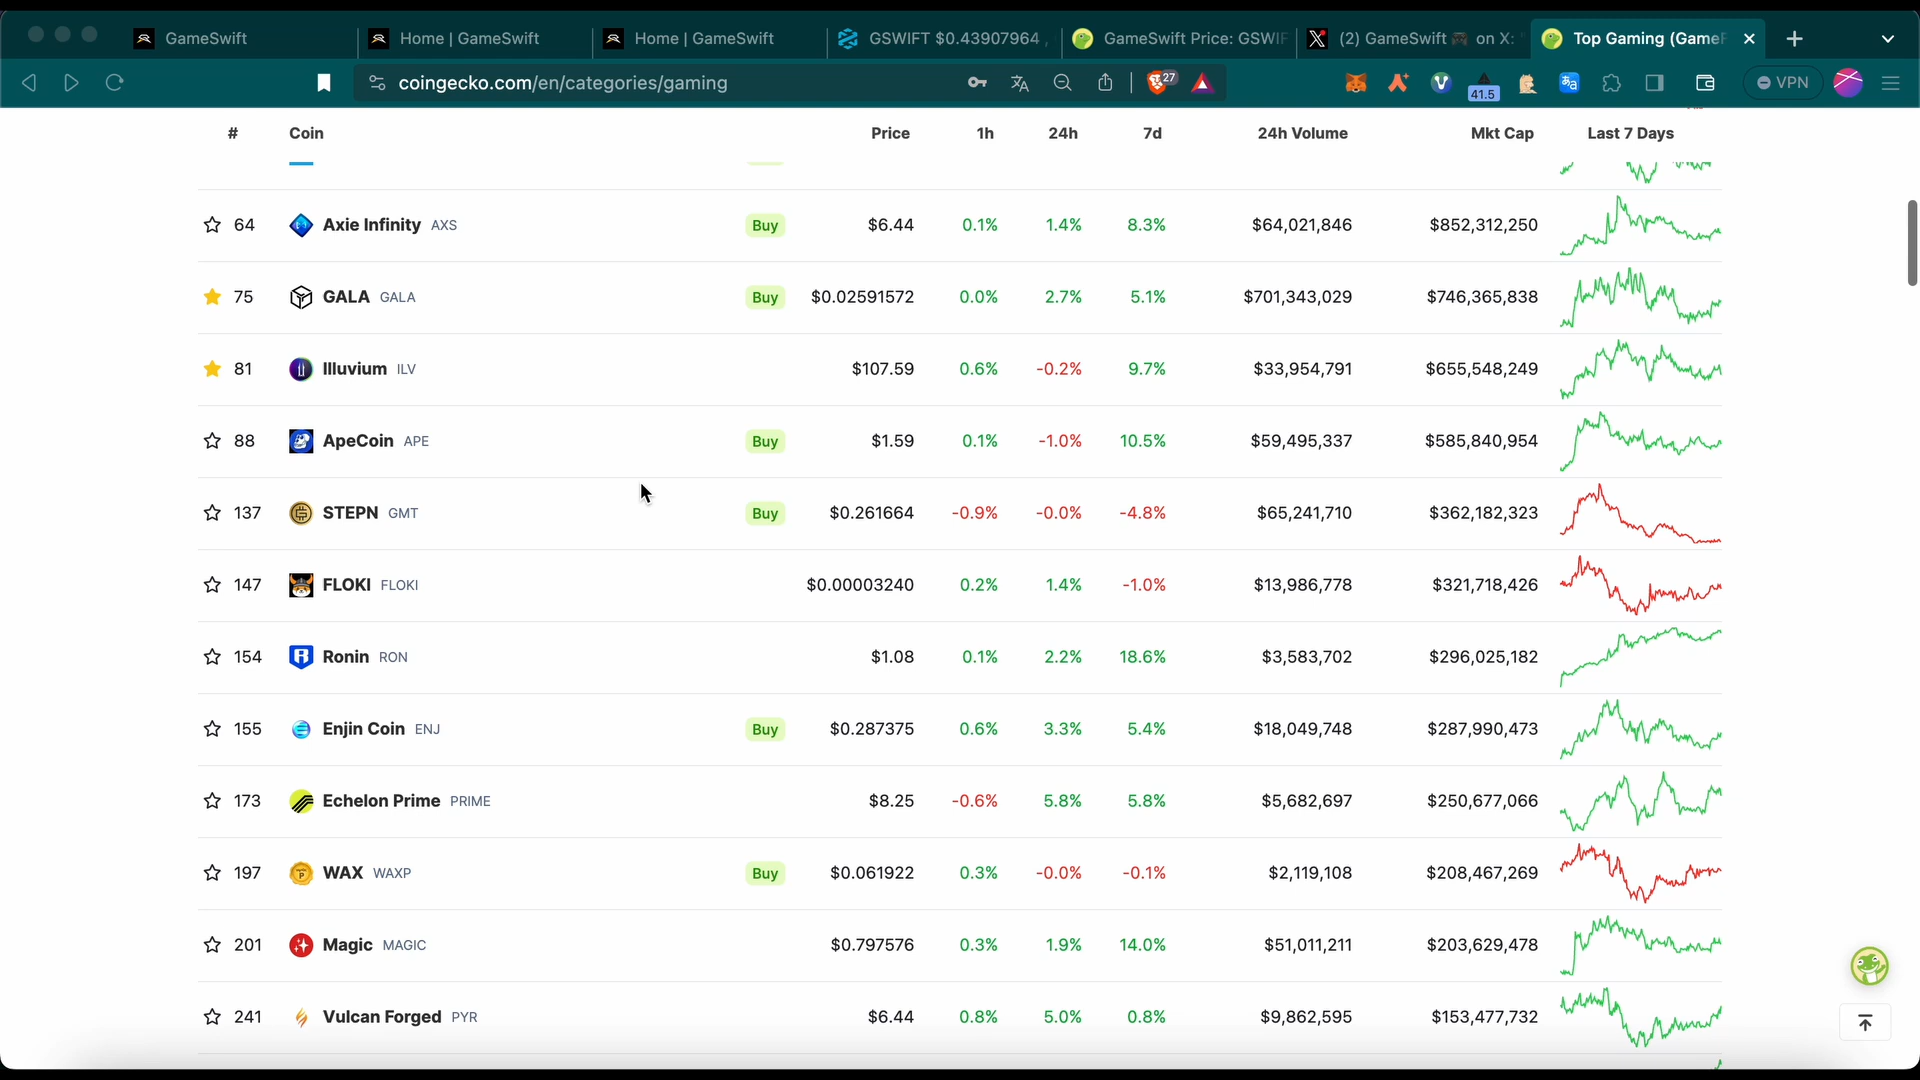 GameSwift
Home | GameSwift
Home | GameSwift
GSWIFT $0.43907964
GameSwift Price: GSWIF
(2) GameSwift 🎮 on X: "
Top Gaming (GameF
coingecko.com/en/categories/gaming
27
41.5
VPN
# Coin Price 1h 24h 7d 24h Volume Mkt Cap Last 7 Days
64 Axie Infinity AXS Buy $6.44 0.1% 1.4% 8.3% $64,021,846 $852,312,250
75 GALA GALA Buy $0.02591572 0.0% 2.7% 5.1% $701,343,029 $746,365,838
81 Illuvium ILV $107.59 0.6% -0.2% 9.7% $33,954,791 $655,548,249
88 ApeCoin APE Buy $1.59 0.1% -1.0% 10.5% $59,495,337 $585,840,954
137 STEPN GMT Buy $0.261664 -0.9% -0.0% -4.8% $65,241,710 $362,182,323
147 FLOKI FLOKI $0.00003240 0.2% 1.4% -1.0% $13,986,778 $321,718,426
154 Ronin RON $1.08 0.1% 2.2% 18.6% $3,583,702 $296,025,182
155 Enjin Coin ENJ Buy $0.287375 0.6% 3.3% 5.4% $18,049,748 $287,990,473
173 Echelon Prime PRIME $8.25 -0.6% 5.8% 5.8% $5,682,697 $250,677,066
197 WAX WAXP Buy $0.061922 0.3% -0.0% -0.1% $2,119,108 $208,467,269
201 Magic MAGIC $0.797576 0.3% 1.9% 14.0% $51,011,211 $203,629,478
241 Vulcan Forged PYR $6.44 0.8% 5.0% 0.8% $9,862,595 $153,477,732